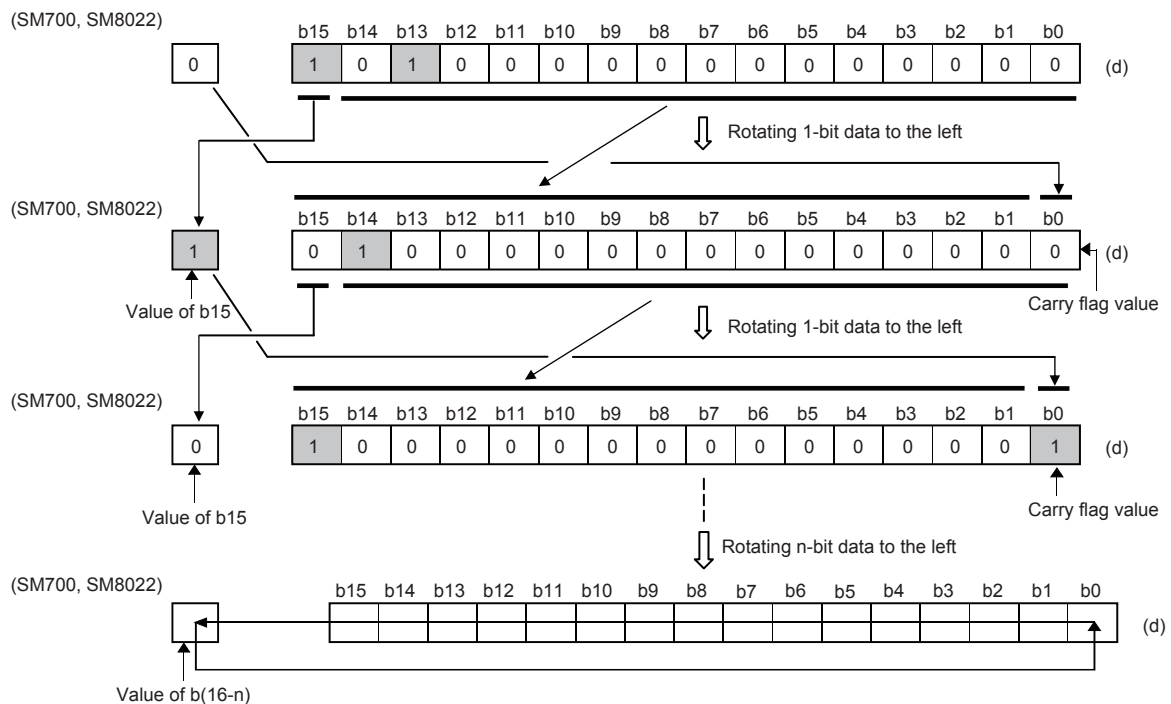 (SM700, SM8022)
b15 b14 b13 b12 b11 b10 b9 b8 b7 b6 b5 b4 b3 b2 b1 b0
0 1 0 1 0 0 0 0 0 0 0 0 0 0 0 0 0 (d)
Rotating 1-bit data to the left
(SM700, SM8022)
b15 b14 b13 b12 b11 b10 b9 b8 b7 b6 b5 b4 b3 b2 b1 b0
1 0 1 0 0 0 0 0 0 0 0 0 0 0 0 0 0 (d)
Value of b15
Carry flag value
Rotating 1-bit data to the left
(SM700, SM8022)
b15 b14 b13 b12 b11 b10 b9 b8 b7 b6 b5 b4 b3 b2 b1 b0
0 1 0 0 0 0 0 0 0 0 0 0 0 0 0 0 1 (d)
Value of b15
Carry flag value
Rotating n-bit data to the left
(SM700, SM8022)
b15 b14 b13 b12 b11 b10 b9 b8 b7 b6 b5 b4 b3 b2 b1 b0
(d)
Value of b(16-n)